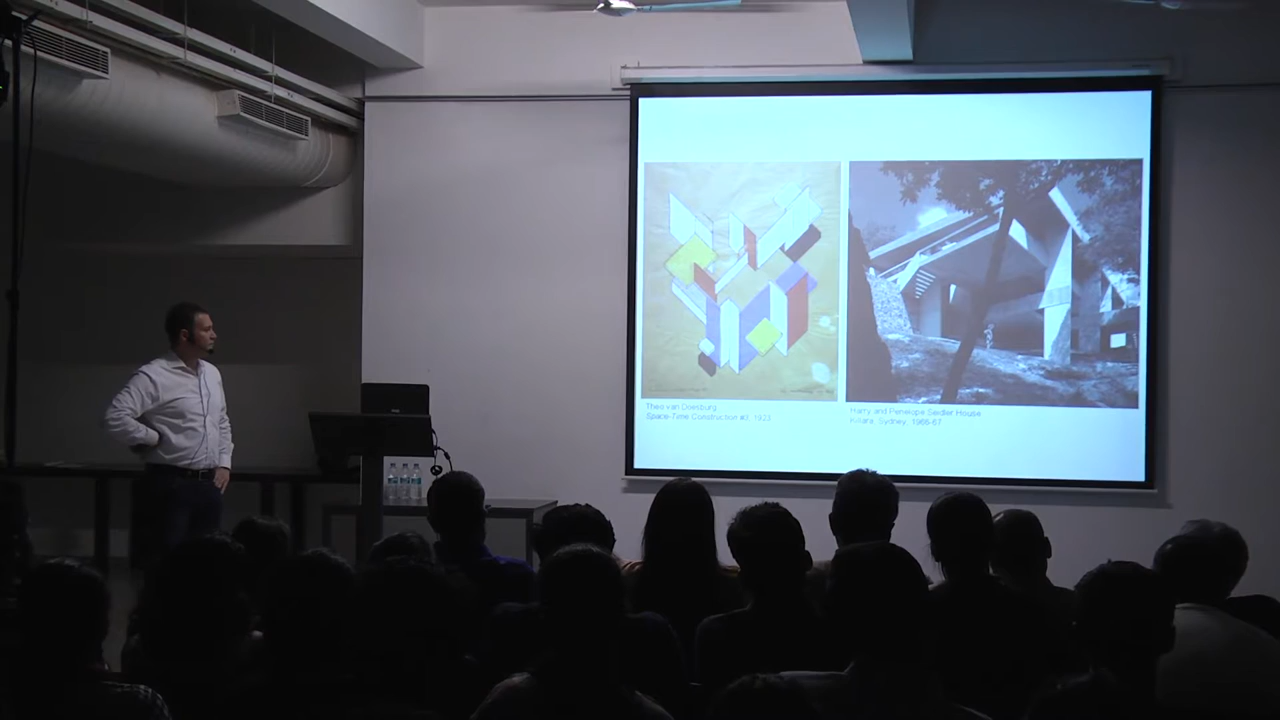 Theo van Doesburg
Space-Time Construction #3, 1923
Harry and Penelope Seidler House
Killara, Sydney, 1966-67